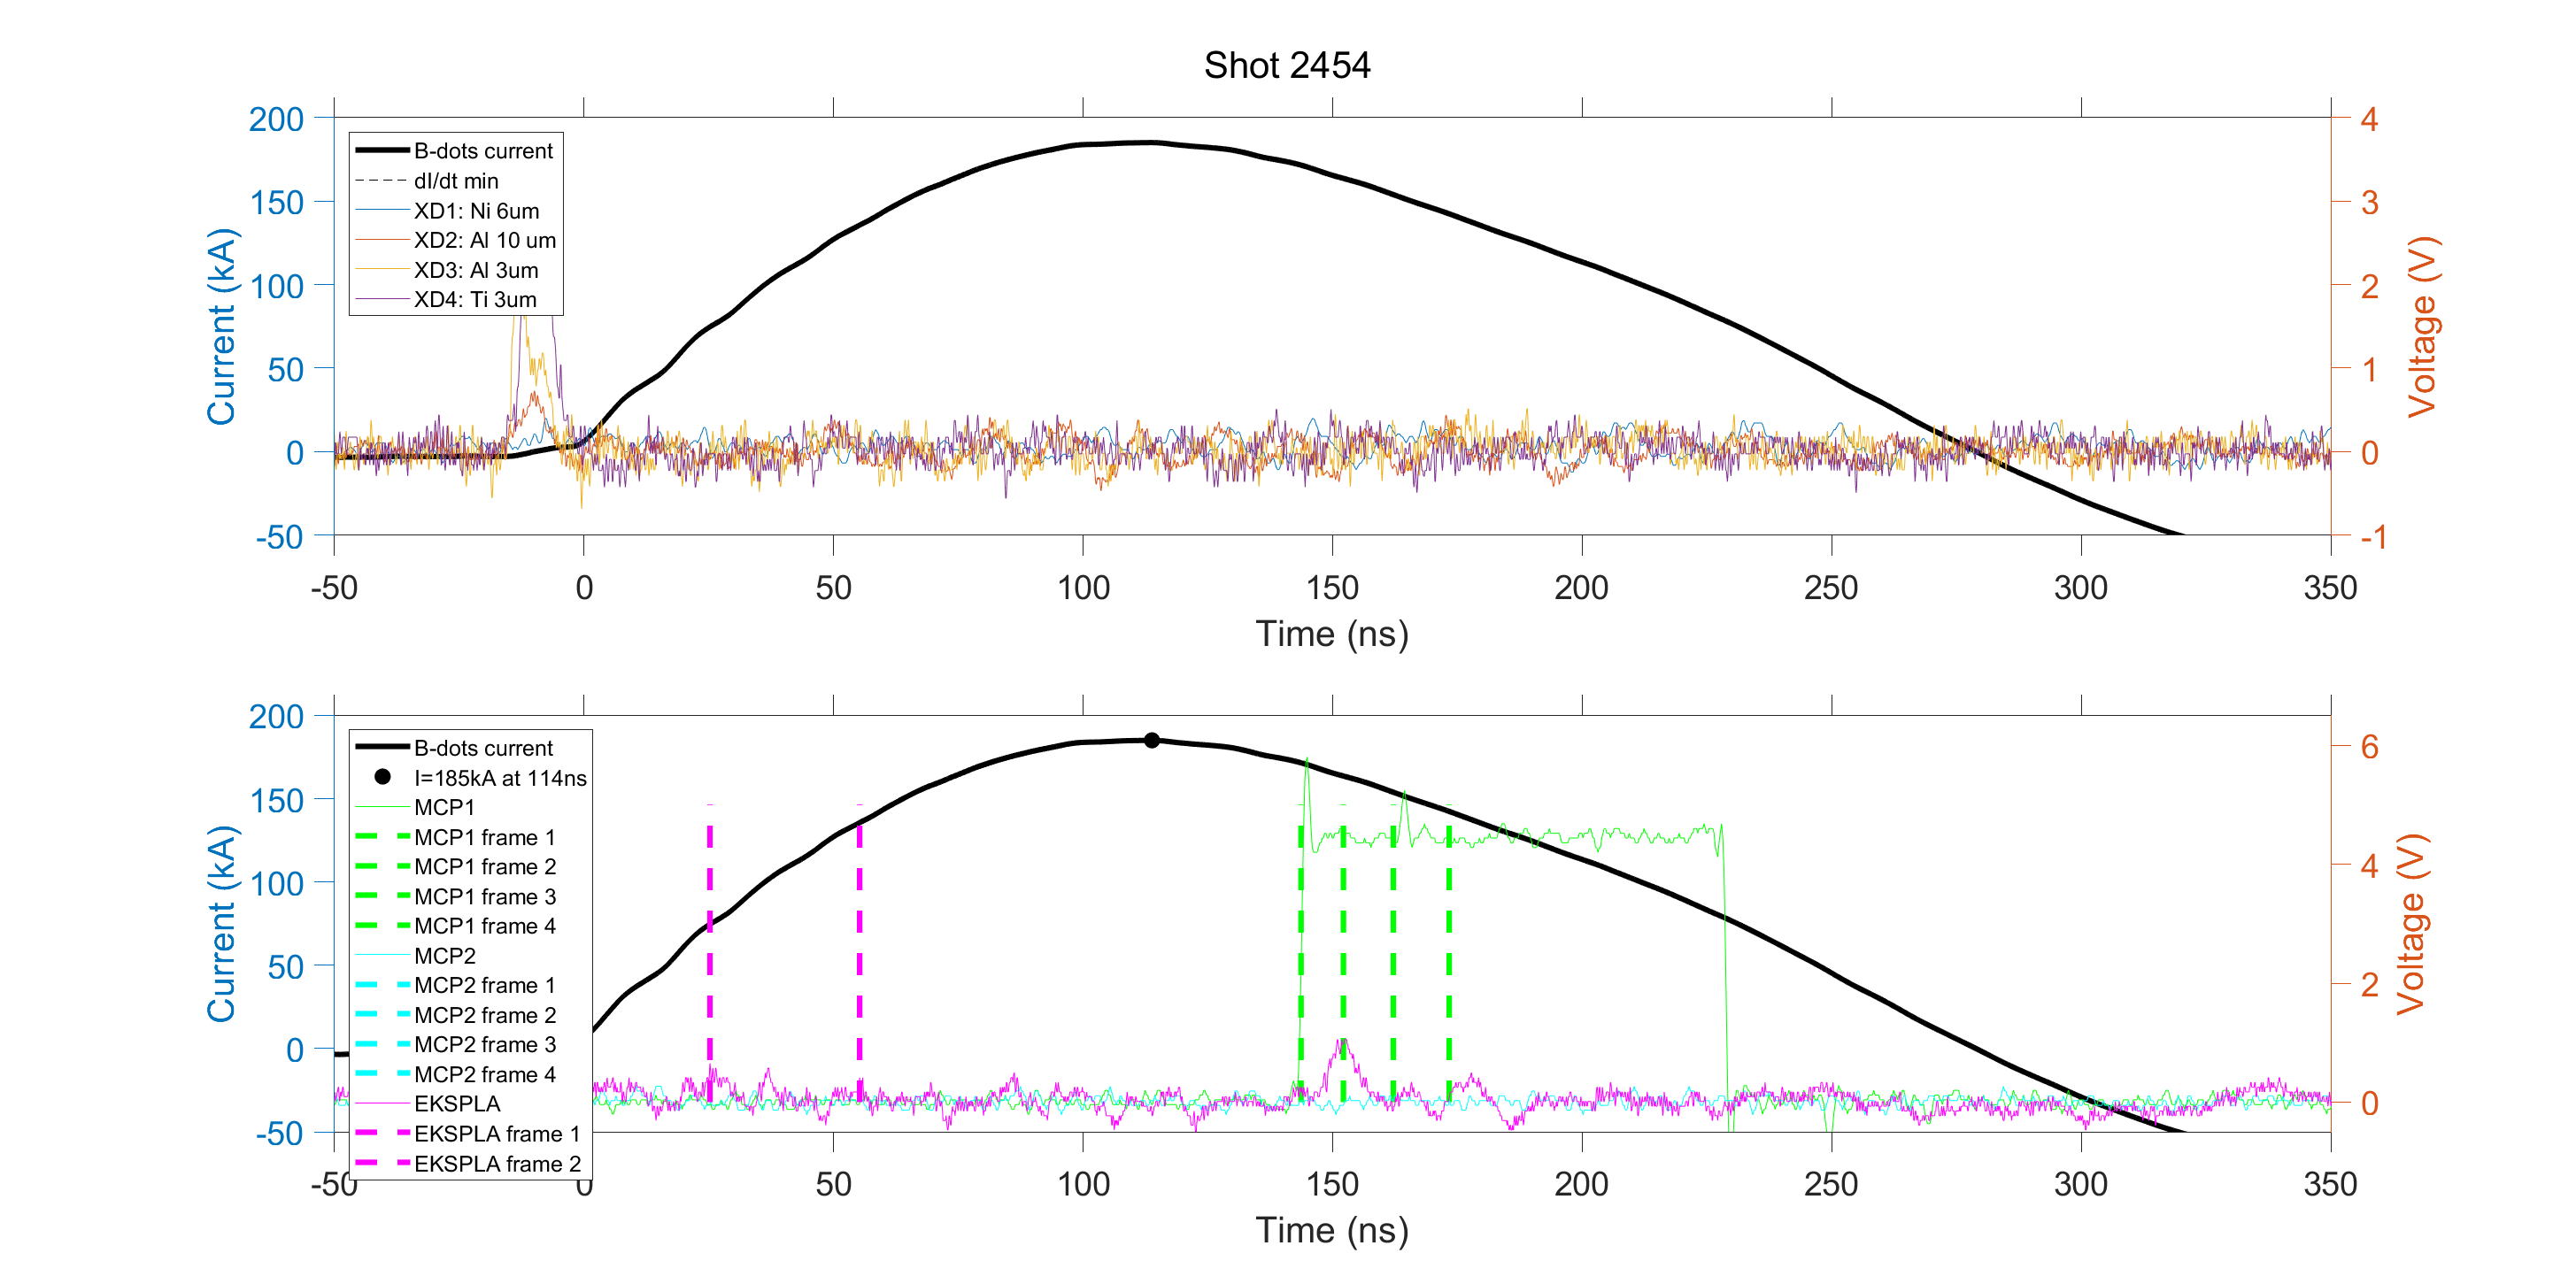 Shot 2454
200
150
100
50
0
-50
Current (kA)
B-dots current
dI/dt min
XD1: Ni 6um
XD2: Al 10 um
XD3: Al 3um
XD4: Ti 3um
4
3
2
1
0
-1
Voltage (V)
-50 0 50 100 150 200 250 300 350
Time (ns)
200
150
100
50
0
-50
Current (kA)
B-dots current
I=185kA at 114ns
MCP1
MCP1 frame 1
MCP1 frame 2
MCP1 frame 3
MCP1 frame 4
MCP2
MCP2 frame 1
MCP2 frame 2
MCP2 frame 3
MCP2 frame 4
EKSPLA
EKSPLA frame 1
EKSPLA frame 2
6
4
2
0
Voltage (V)
-50 0 50 100 150 200 250 300 350
Time (ns)